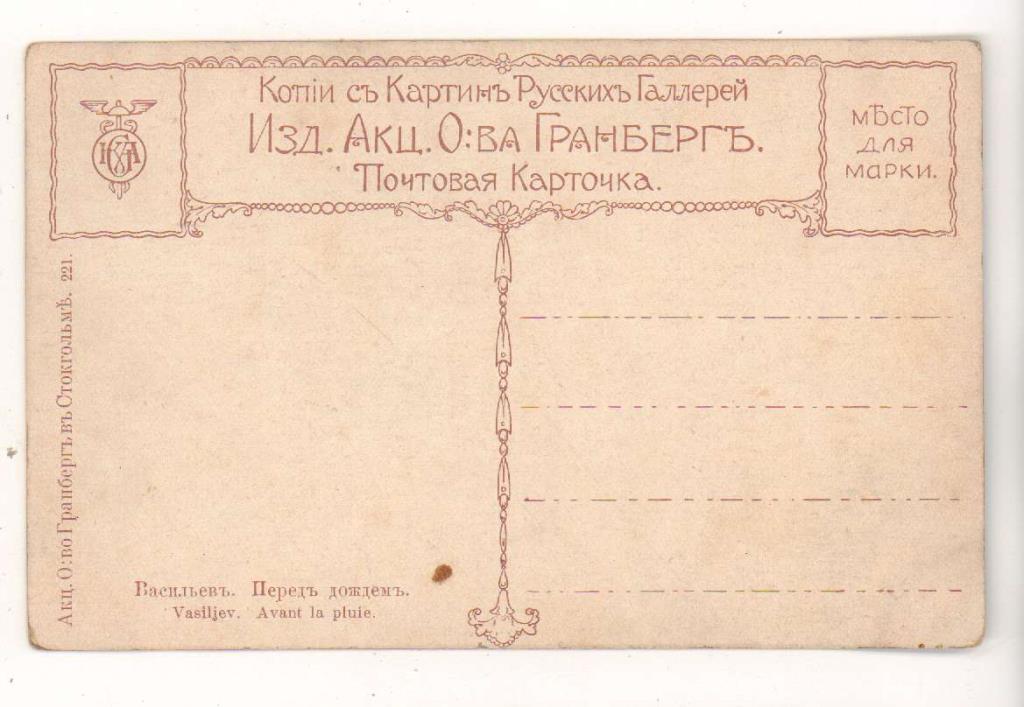 Копіи съ Картинъ Русскихъ Галлерей
Изд. Акц. О:ва Гранбергъ.
Почтовая Карточка.
мѣсто
для
марки.
Акц. О:во Гранбергъ въ Стокгольмѣ. 221.
Васильевъ. Передъ дождемъ.
Vasiljev. Avant la pluie.